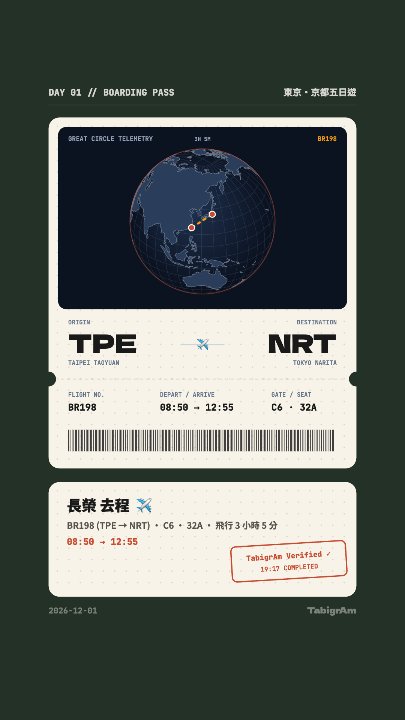 DAY 01 // BOARDING PASS
東京・京都五日遊
GREAT CIRCLE TELEMETRY
3H 5M
BR198
ORIGIN
DESTINATION
TPE
✈️
NRT
TAIPEI TAOYUAN
TOKYO NARITA
FLIGHT NO.
DEPART / ARRIVE
GATE / SEAT
BR198
08:50 → 12:55
C6 · 32A
長榮 去程 ✈️
BR198 (TPE → NRT) · C6 · 32A · 飛行 3 小時 5 分
08:50 → 12:55
TabigrAm Verified ✓
19:27 COMPLETED
2026-12-01
TabigrAm